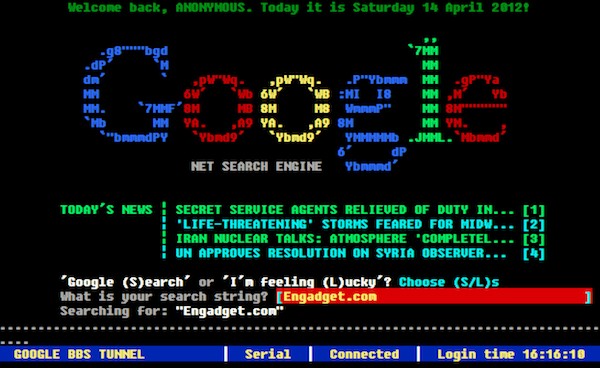 Welcome back, ANONYMOUS. Today it is Saturday 14 April 2012!
Google
NET SEARCH ENGINE
TODAY'S NEWS ¦ SECRET SERVICE AGENTS RELIEVED OF DUTY IN... [1]
¦ 'LIFE-THREATENING' STORMS FEARED FOR MIDW... [2]
¦ IRAN NUCLEAR TALKS: ATMOSPHERE 'COMPLETEL... [3]
¦ UN APPROVES RESOLUTION ON SYRIA OBSERVER... [4]
'Google (S)earch' or 'I'm feeling (L)ucky'? Choose (S/L)s
What is your search string? [Engadget.com ]
Searching for: "Engadget.com"
GOOGLE BBS TUNNEL | Serial | Connected | Login time 16:16:10